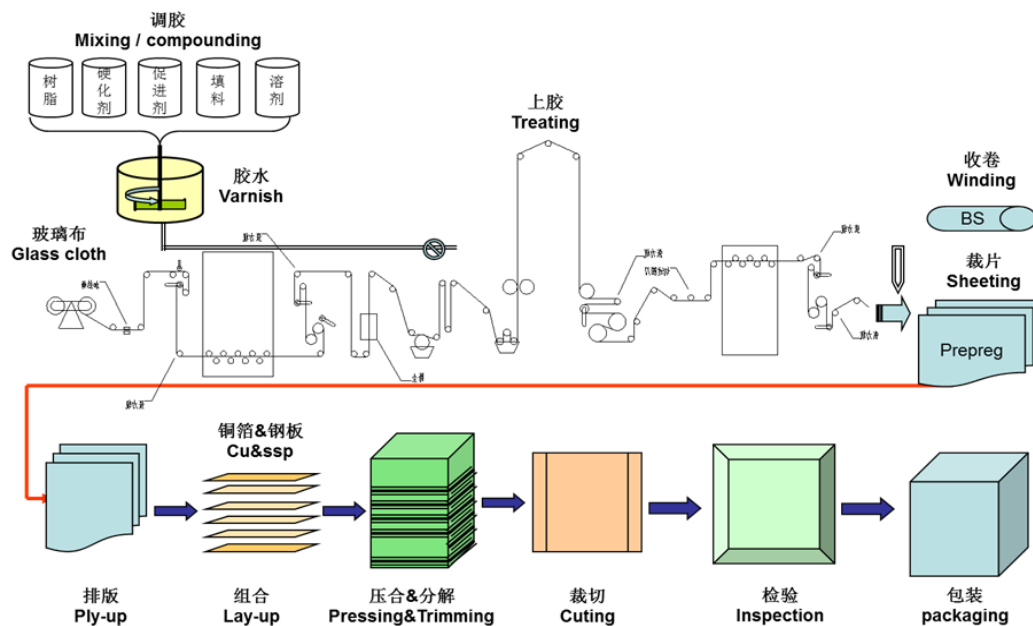 调胶
Mixing / compounding
树脂
硬化剂
促进剂
填料
溶剂
胶水
Varnish
上胶
Treating
收卷
Winding
BS
玻璃布
Glass cloth
裁片
Sheeting
Prepreg
铜箔&钢板
Cu&ssp
排版
Ply-up
组合
Lay-up
压合&分解
Pressing&Trimming
裁切
Cuting
检验
Inspection
包装
packaging